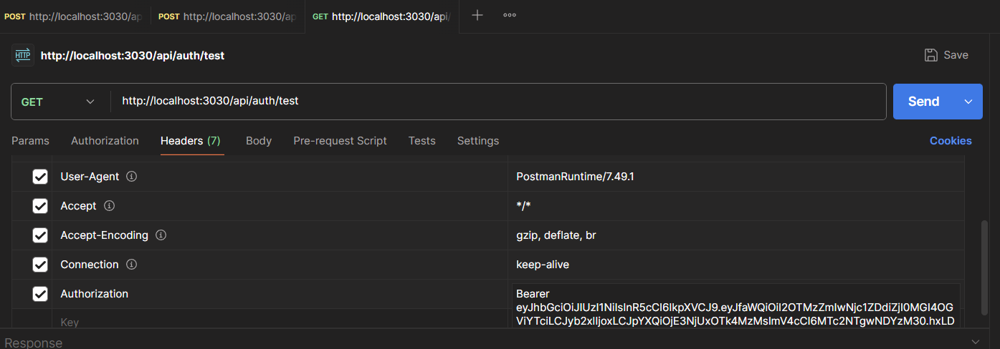 POST http://localhost:3030/ap
POST http://localhost:3030/ap
GET http://localhost:3030/api/
HTTP http://localhost:3030/api/auth/test
Save
GET http://localhost:3030/api/auth/test
Send
Params Authorization Headers (7) Body Pre-request Script Tests Settings Cookies
User-Agent PostmanRuntime/7.49.1
Accept */*
Accept-Encoding gzip, deflate, br
Connection keep-alive
Authorization Bearer
eyJhbGciOiJIUzI1NiIsInR5cCI6IkpXVCJ9.eyJfaWQiOiI2OTMzZmIwNjc1ZDdiZjI0MGI4OG
ViYTciLCJyb2xlIjoxLCJpYXQiOjE3NjUxOTk4MzMsImV4cCI6MTc2NTgwNDYzM30.hxLD
Key
Response